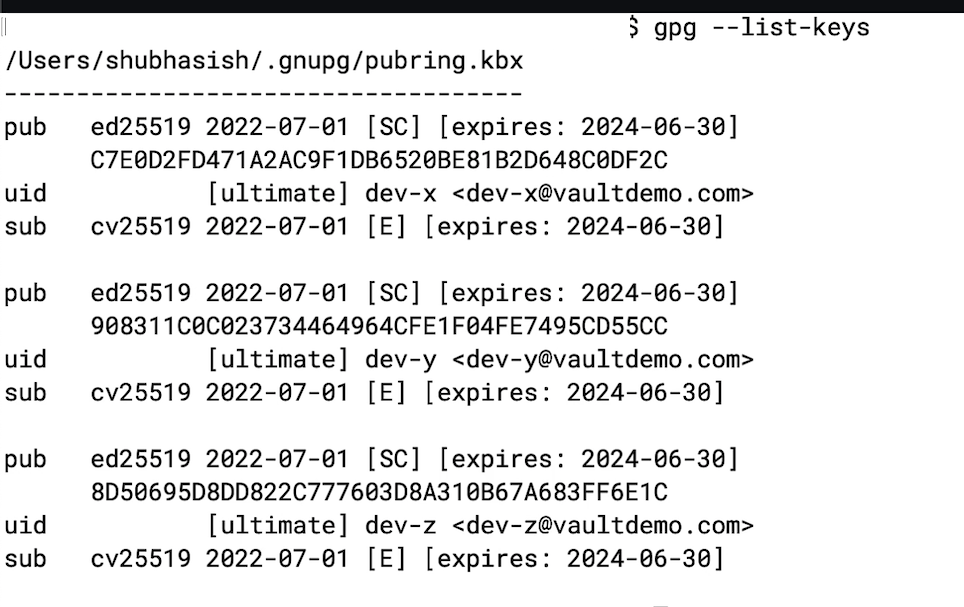 $ gpg --list-keys
/Users/shubhasish/.gnupg/pubring.kbx
------------------------------------
pub   ed25519 2022-07-01 [SC] [expires: 2024-06-30]
      C7E0D2FD471A2AC9F1DB6520BE81B2D648C0DF2C
uid           [ultimate] dev-x <dev-x@vaultdemo.com>
sub   cv25519 2022-07-01 [E] [expires: 2024-06-30]

pub   ed25519 2022-07-01 [SC] [expires: 2024-06-30]
      908311C0C023734464964CFE1F04FE7495CD55CC
uid           [ultimate] dev-y <dev-y@vaultdemo.com>
sub   cv25519 2022-07-01 [E] [expires: 2024-06-30]

pub   ed25519 2022-07-01 [SC] [expires: 2024-06-30]
      8D50695D8DD822C777603D8A310B67A683FF6E1C
uid           [ultimate] dev-z <dev-z@vaultdemo.com>
sub   cv25519 2022-07-01 [E] [expires: 2024-06-30]